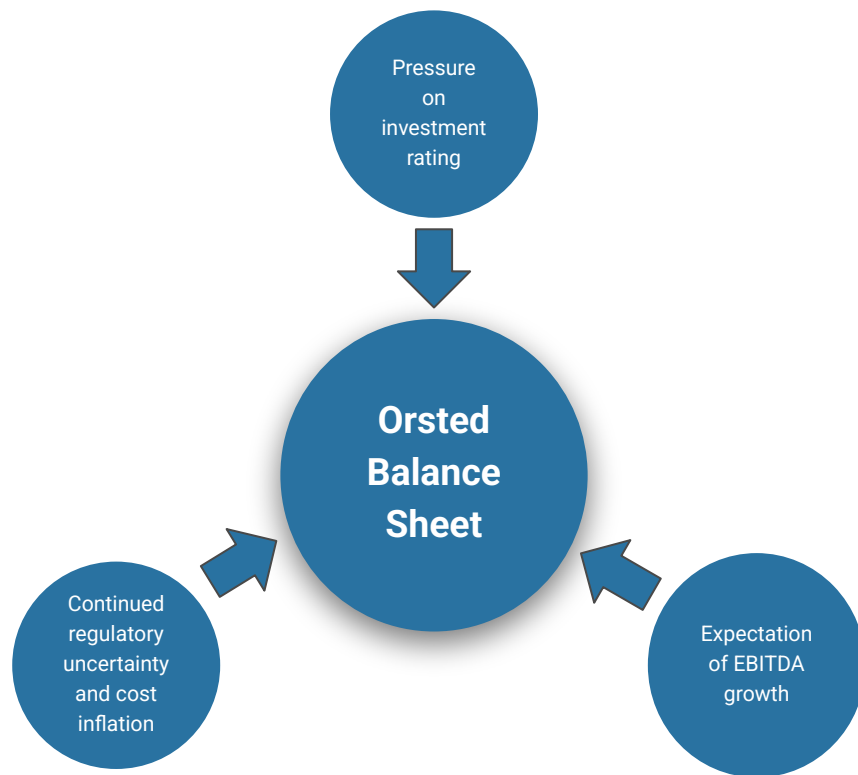 Pressure
on
investment
rating
Orsted
Balance
Sheet
Continued
regulatory
uncertainty
and cost
inflation
Expectation
of EBITDA
growth